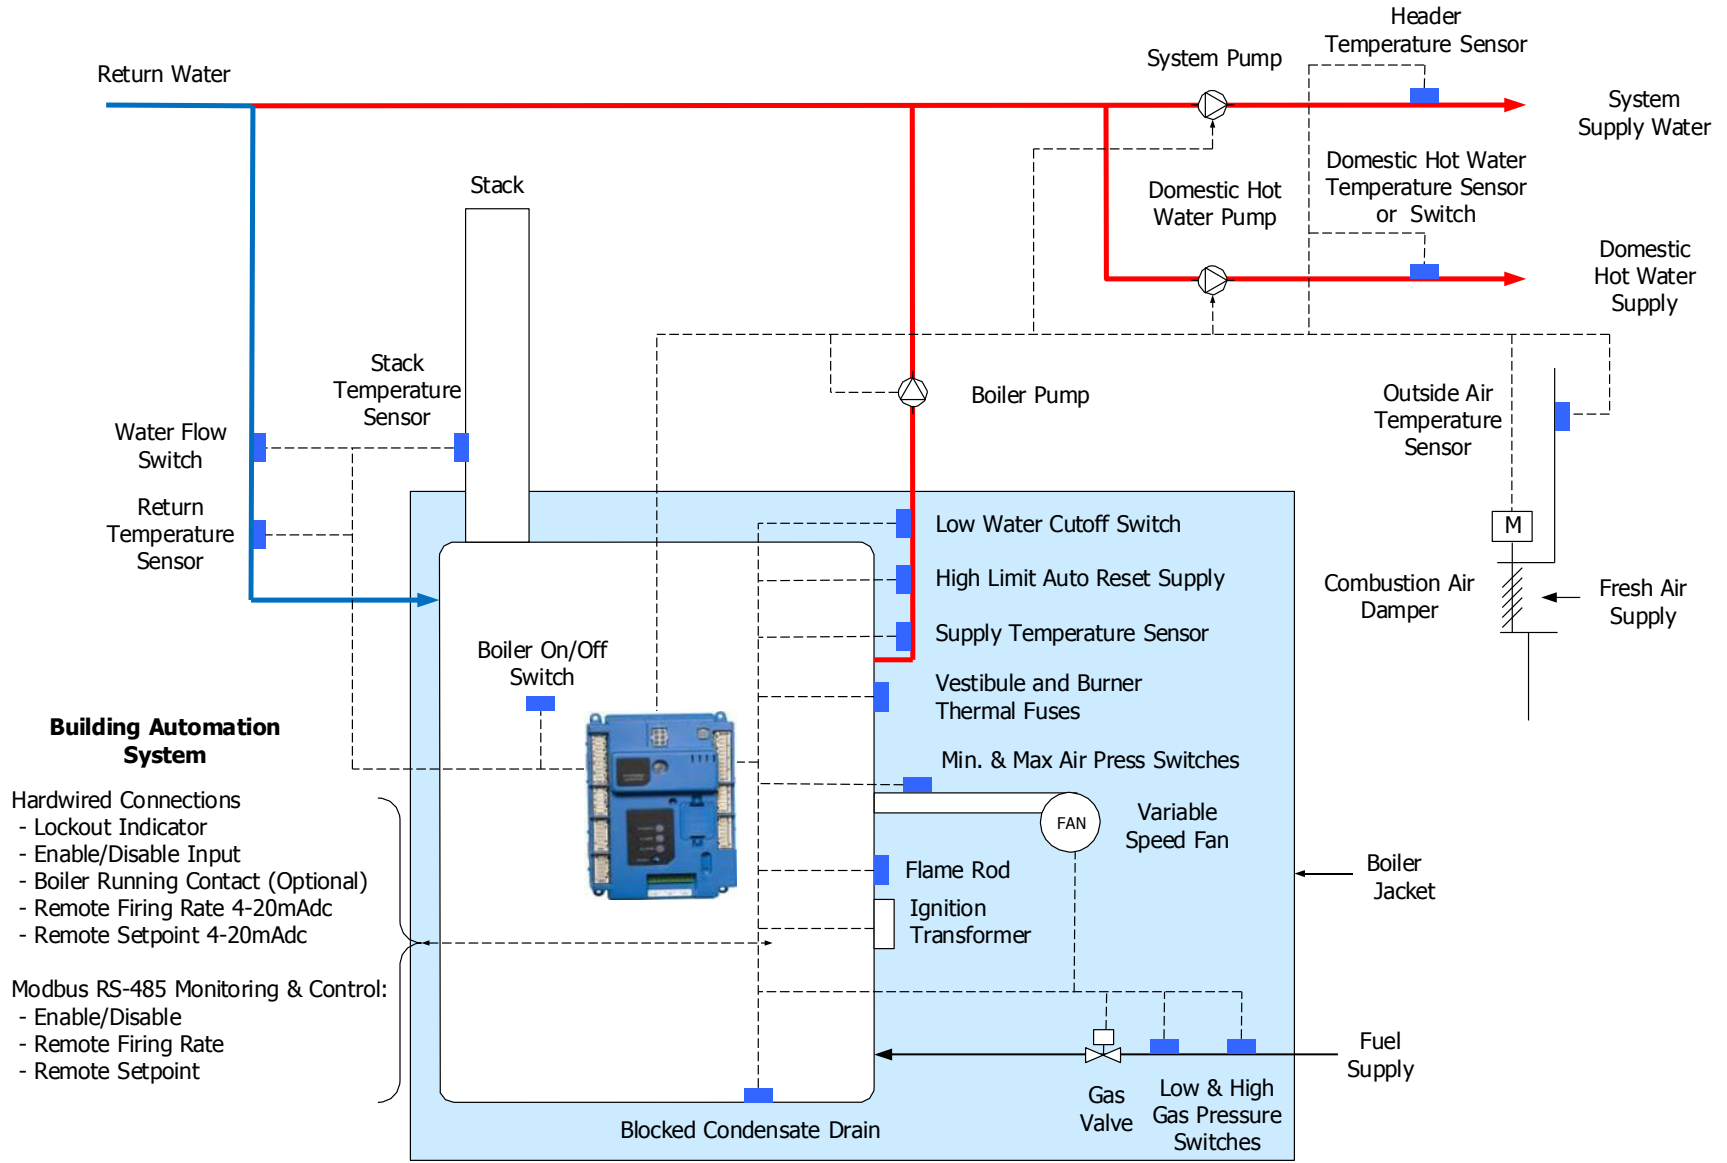 Header
Temperature Sensor
System Pump
Return Water
System
Supply Water
Domestic Hot Water
Temperature Sensor
or Switch
Stack
Domestic Hot
Water Pump
Domestic
Hot Water
Supply
Stack
Temperature
Sensor
Boiler Pump
Outside Air
Temperature
Sensor
Water Flow
Switch
Return
Temperature
Sensor
Low Water Cutoff Switch
M
High Limit Auto Reset Supply
Combustion Air
Damper
Fresh Air
Supply
Supply Temperature Sensor
Boiler On/Off
Switch
Vestibule and Burner
Thermal Fuses
Building Automation
System
Min. & Max Air Press Switches
Hardwired Connections
- Lockout Indicator
- Enable/Disable Input
- Boiler Running Contact (Optional)
- Remote Firing Rate 4-20mAdc
- Remote Setpoint 4-20mAdc
FAN
Variable
Speed Fan
Flame Rod
Boiler
Jacket
Ignition
Transformer
Modbus RS-485 Monitoring & Control:
- Enable/Disable
- Remote Firing Rate
- Remote Setpoint
Fuel
Supply
Gas
Valve
Low & High
Gas Pressure
Switches
Blocked Condensate Drain